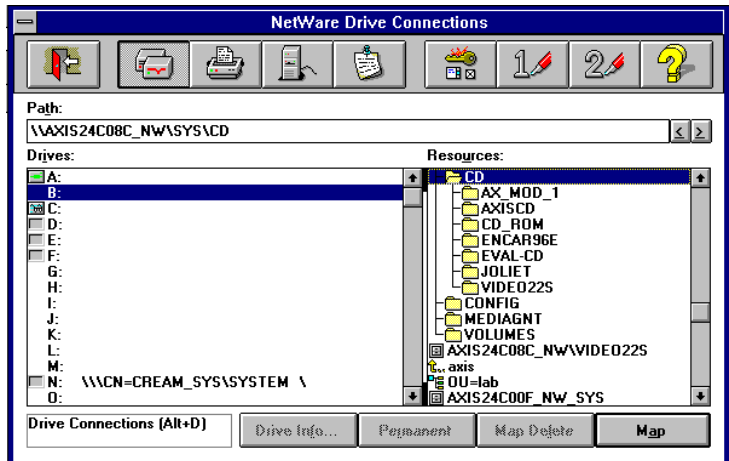 NetWare Drive Connections
1 2 ?
Path:
\\AXIS24C08C_NW\SYS\CD
< >
Drives: Resources:
A:
B:
C:
D:
E:
F:
G:
H:
I:
J:
K:
L:
M:
N: \\\CN=CREAM_SYS\SYSTEM \
O:
CD
AX_MOD_1
AXISCD
CD_ROM
ENCAR96E
EVAL-CD
JOLIET
VIDEO22S
CONFIG
MEDIAGNT
VOLUMES
AXIS24C08C_NW\VIDEO22S
axis
OU=lab
AXIS24C00F_NW_SYS
Drive Connections (Alt+D)
Drive Info... Permanent Map Delete Map